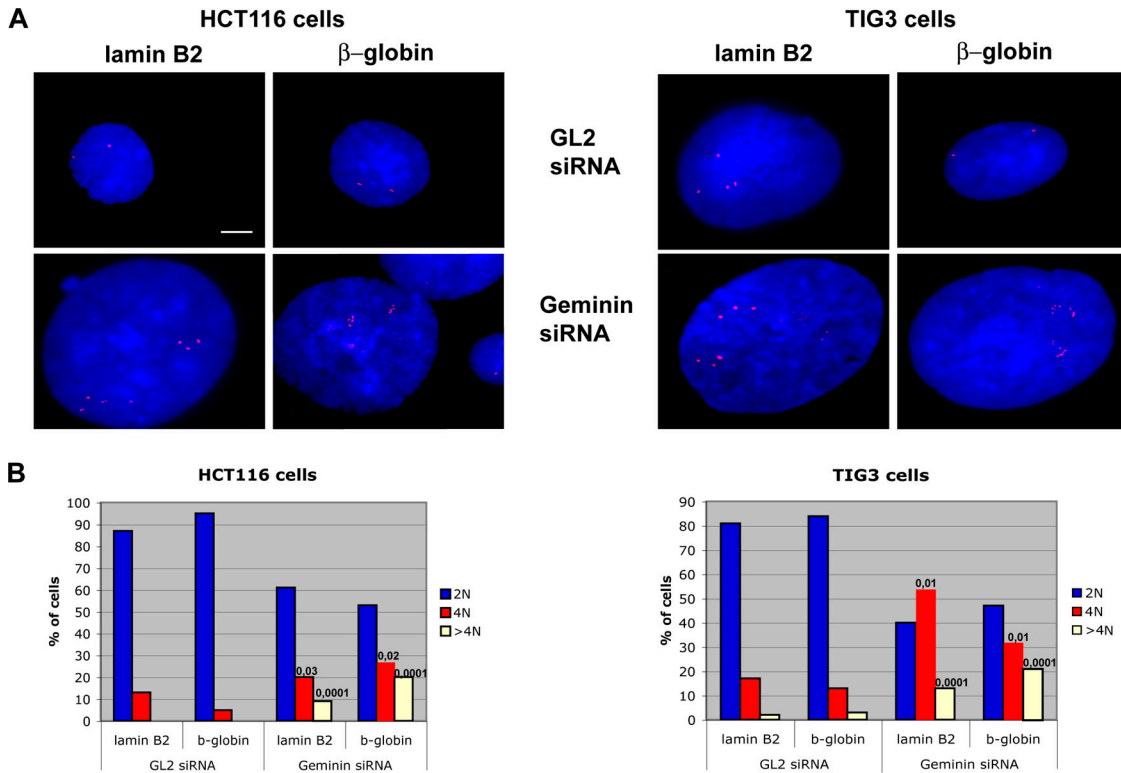 A
HCT116 cells
TIG3 cells
lamin B2
β–globin
lamin B2
β–globin
GL2
siRNA
Geminin
siRNA
B
HCT116 cells
% of cells
100
90
80
70
60
50
40
30
20
10
0
0,03
0,0001
0,02
0,0001
lamin B2
b-globin
lamin B2
b-globin
GL2 siRNA
Geminin siRNA
2N
4N
>4N
TIG3 cells
% of cells
90
80
70
60
50
40
30
20
10
0
0,01
0,0001
0,01
0,0001
lamin B2
b-globin
lamin B2
b-globin
GL2 siRNA
Geminin siRNA
2N
4N
>4N